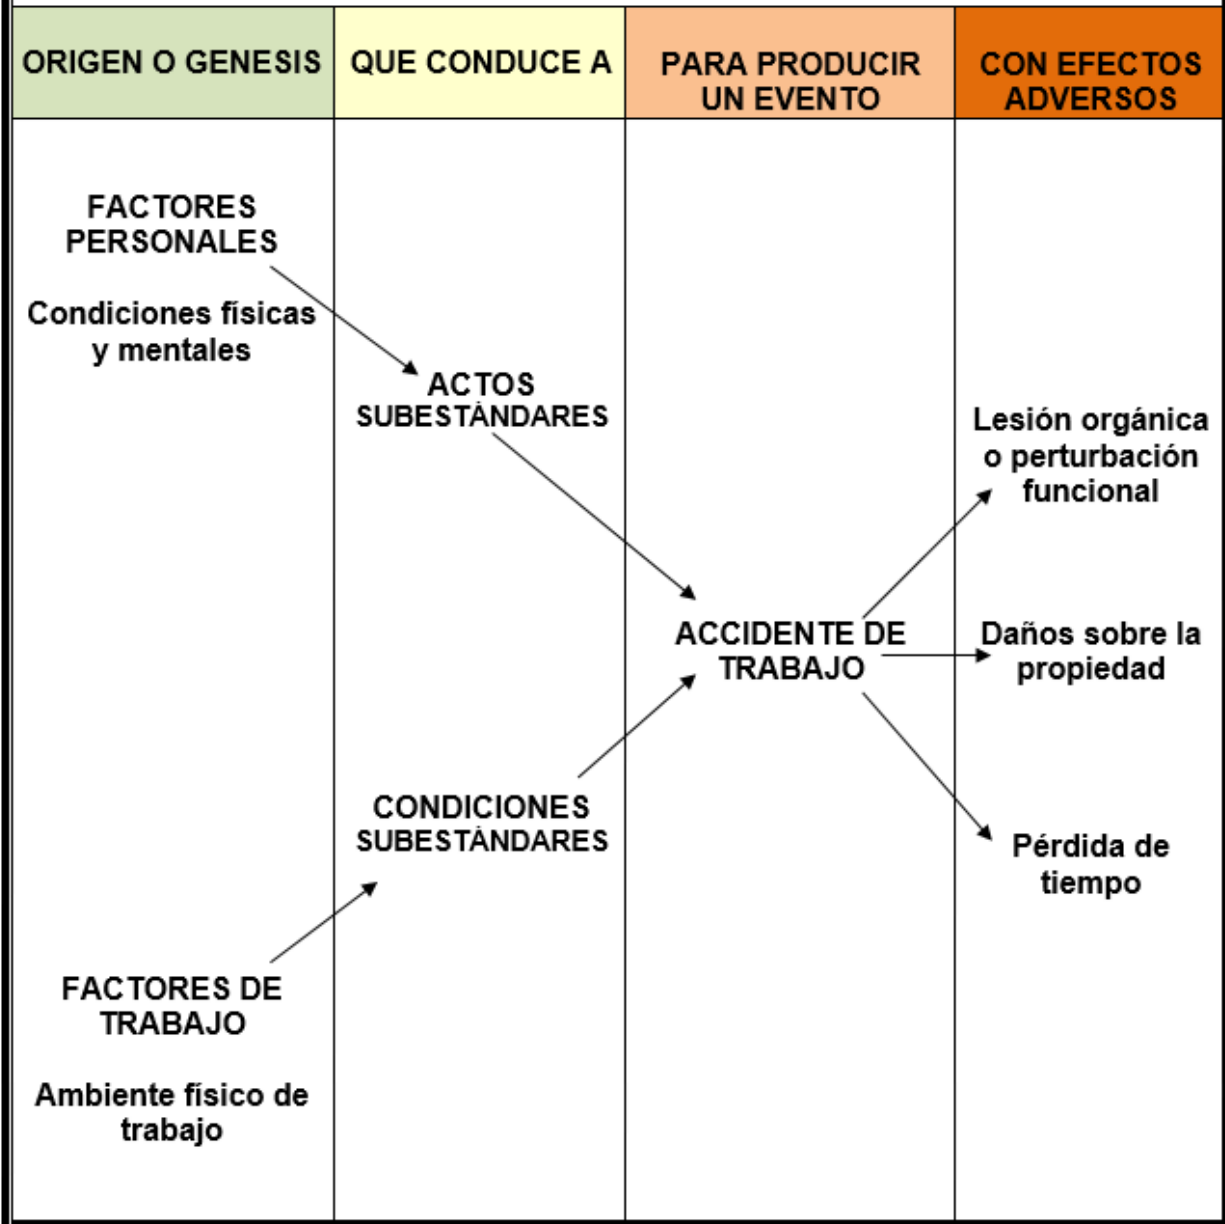 ORIGEN O GENESIS
QUE CONDUCE A
PARA PRODUCIR
UN EVENTO
CON EFECTOS
ADVERSOS
FACTORES
PERSONALES
Condiciones físicas
y mentales
ACTOS
SUBESTÁNDARES
Lesión orgánica
o perturbación
funcional
ACCIDENTE DE
TRABAJO
Daños sobre la
propiedad
CONDICIONES
SUBESTÁNDARES
Pérdida de
tiempo
FACTORES DE
TRABAJO
Ambiente físico de
trabajo